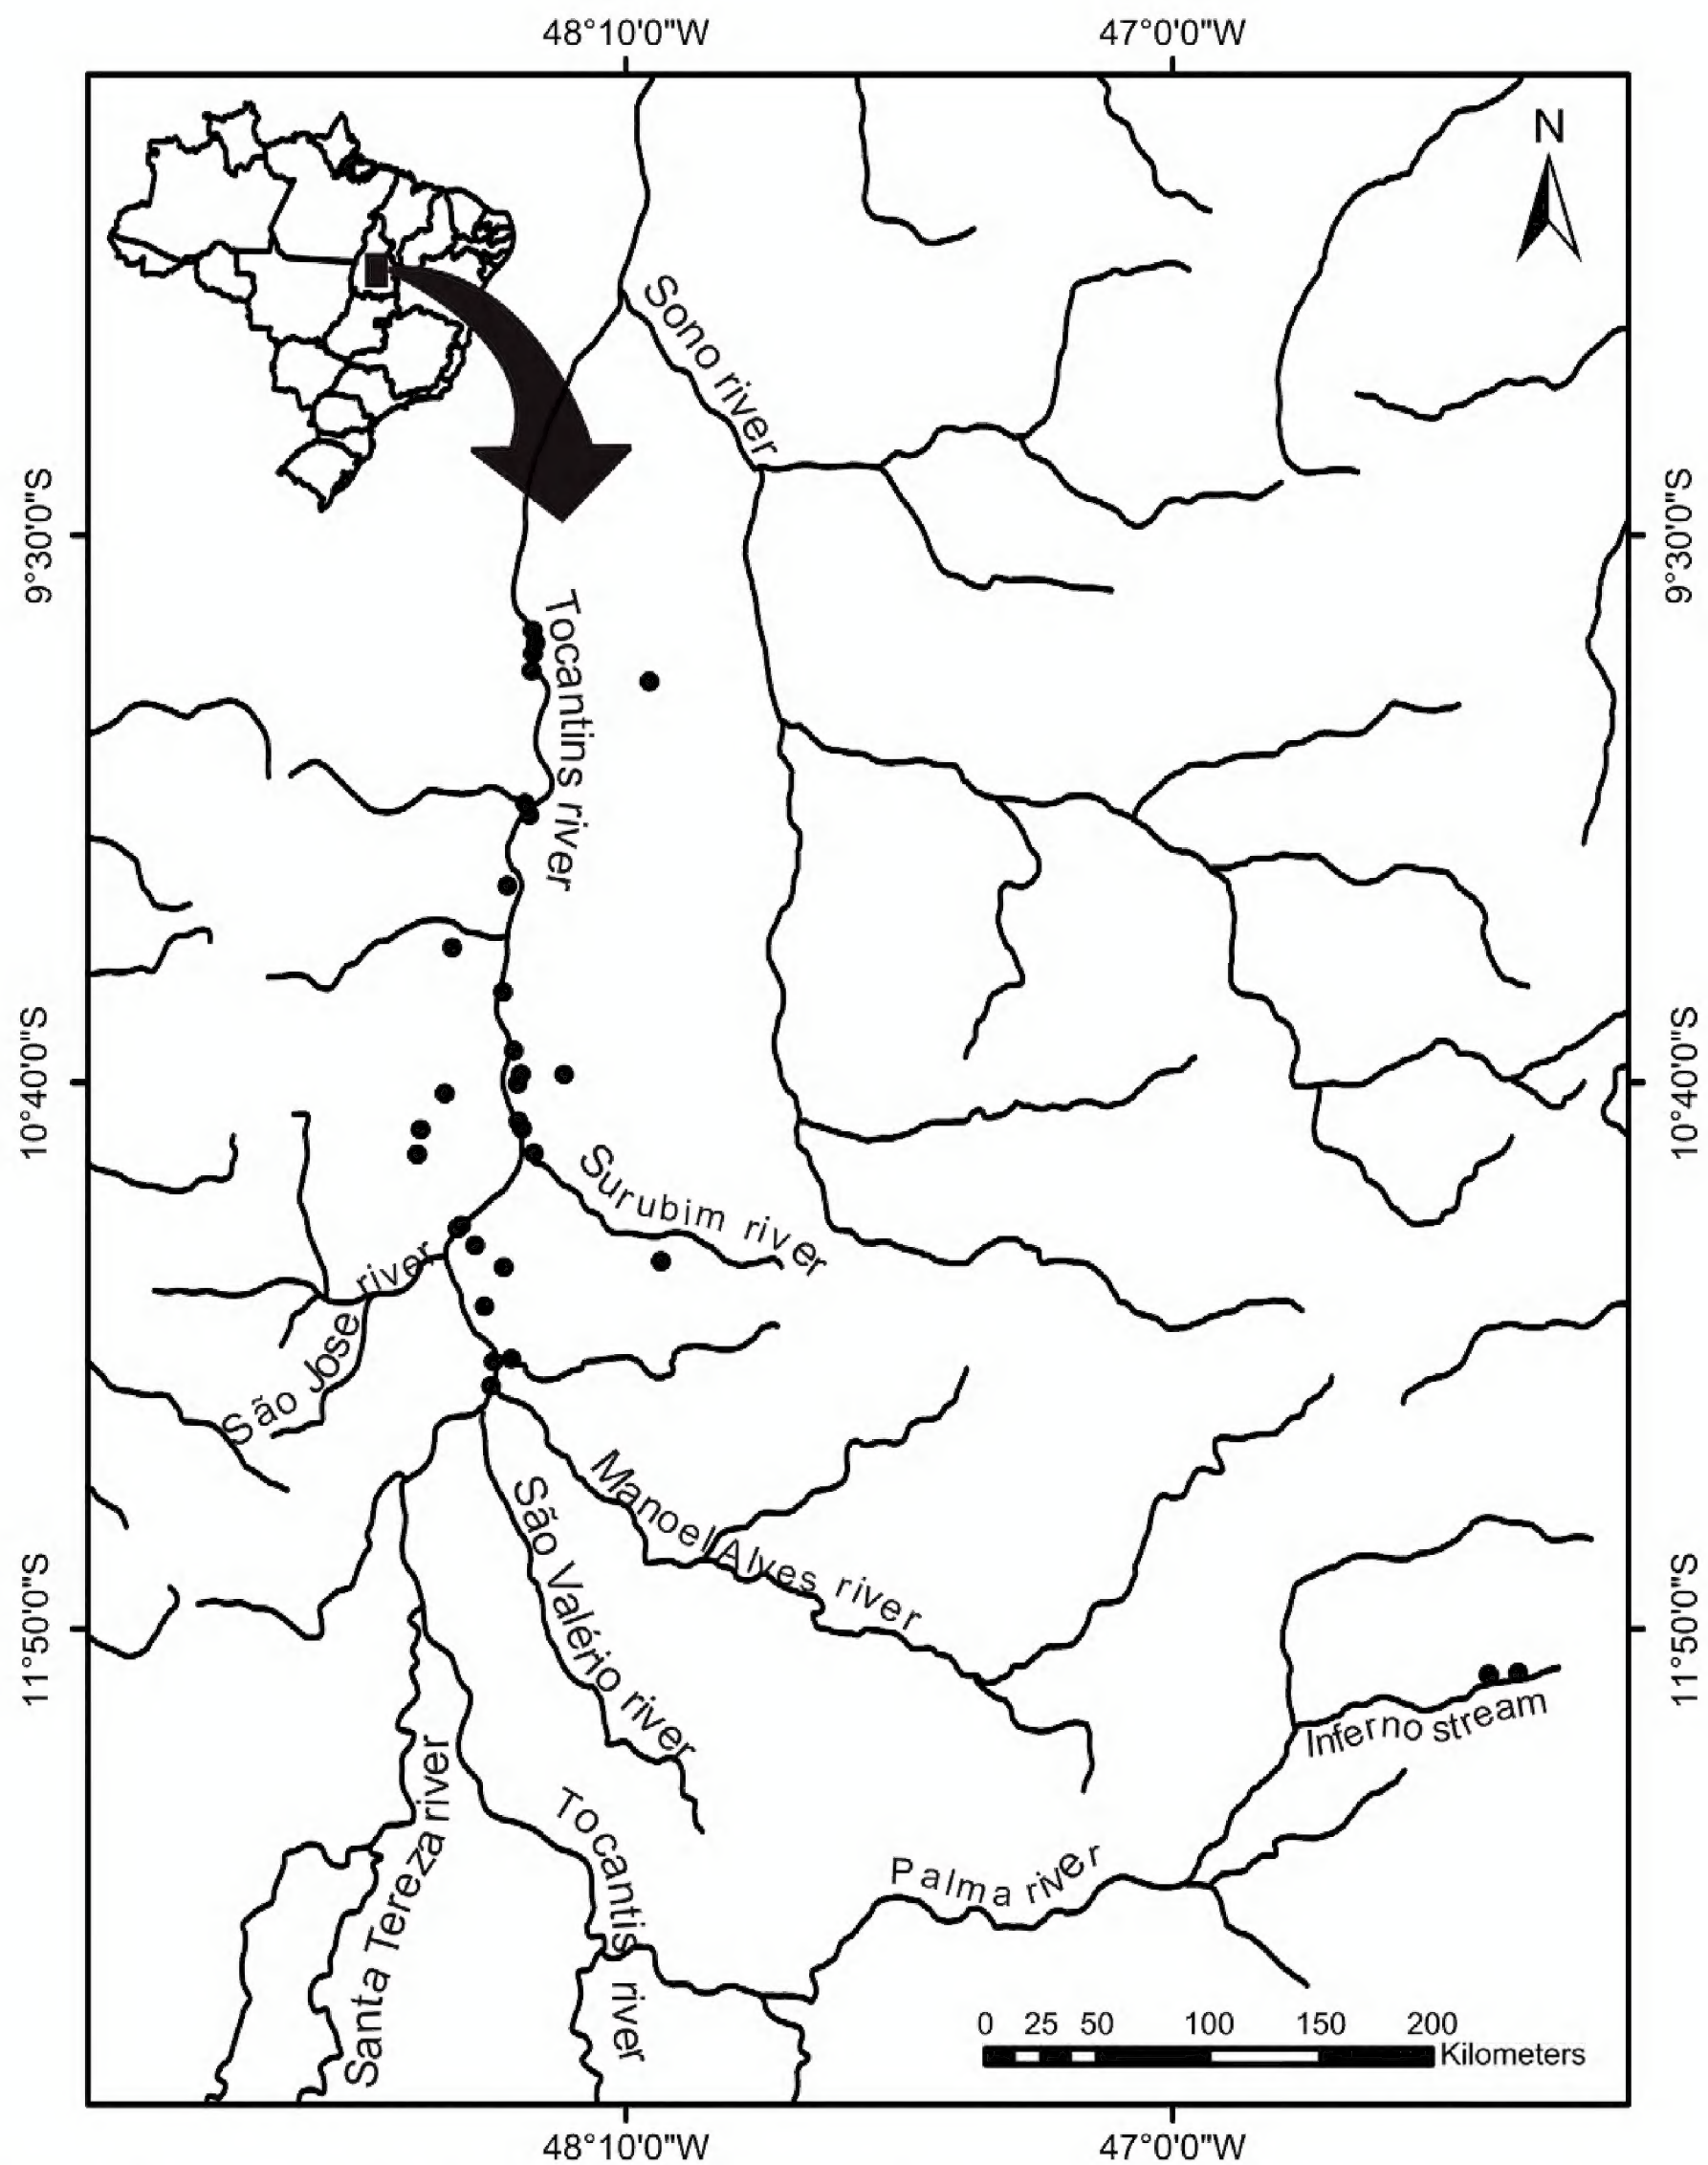 48°10'0"W 47°0'0"W
N
Sono river
9°30'0"S 9°30'0"S
Tocantins river
10°40'0"S 10°40'0"S
Surubim river
São Jose river
Manoel Alves river
São Valério river
11°50'0"S 11°50'0"S
Inferno stream
Santa Tereza river
Tocantis river
Palma river
0 25 50 100 150 200
Kilometers
48°10'0"W 47°0'0"W